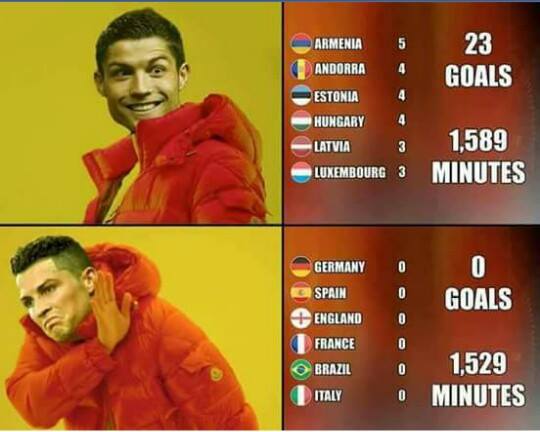 ARMENIA 5
ANDORRA 4
ESTONIA 4
HUNGARY 4
LATVIA 3
LUXEMBOURG 3
23
GOALS
1,589
MINUTES
GERMANY 0
SPAIN 0
ENGLAND 0
FRANCE 0
BRAZIL 0
ITALY 0
0
GOALS
1,529
MINUTES